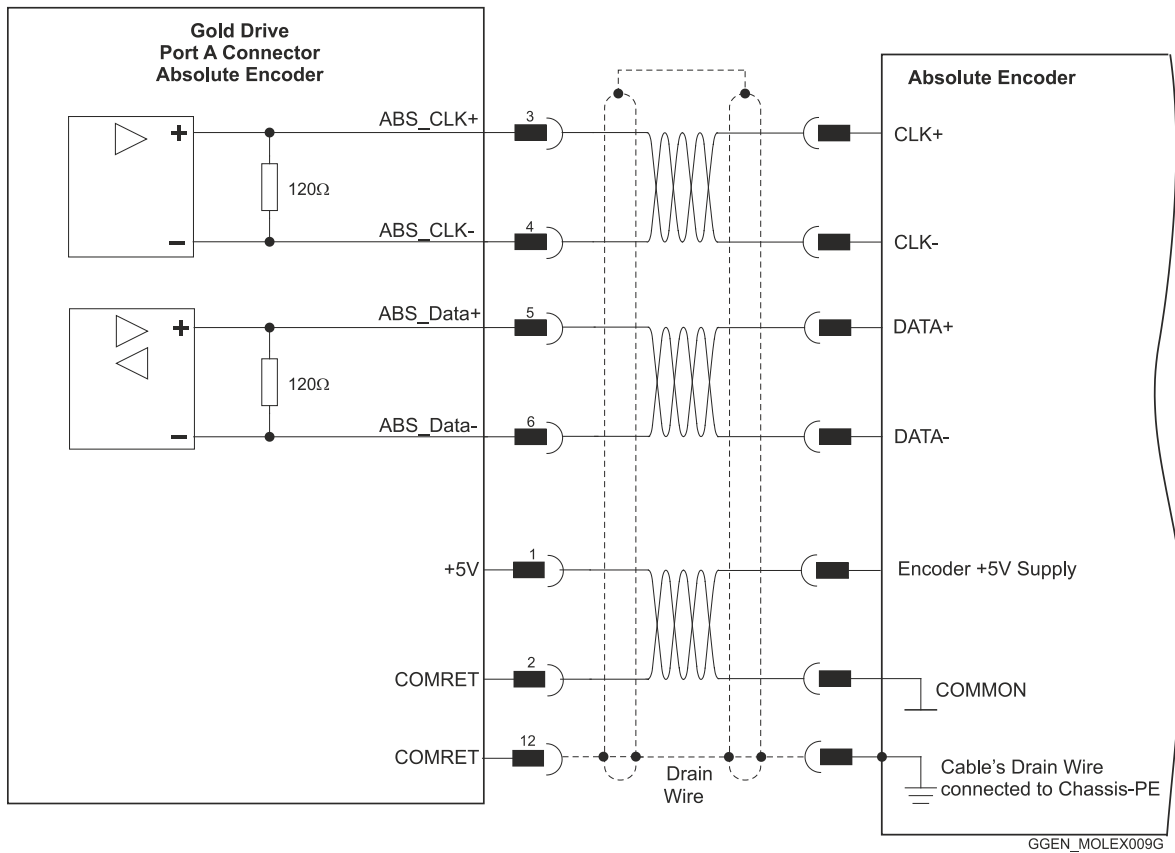 Gold Drive
Port A Connector
Absolute Encoder
Absolute Encoder
ABS_CLK+
3
CLK+
+
120Ω
ABS_CLK-
4
CLK-
−
ABS_Data+
5
DATA+
+
120Ω
ABS_Data-
6
DATA-
−
+5V
1
Encoder +5V Supply
COMRET
2
COMMON
COMRET
12
Drain
Wire
Cable's Drain Wire
connected to Chassis-PE
GGEN_MOLEX009G